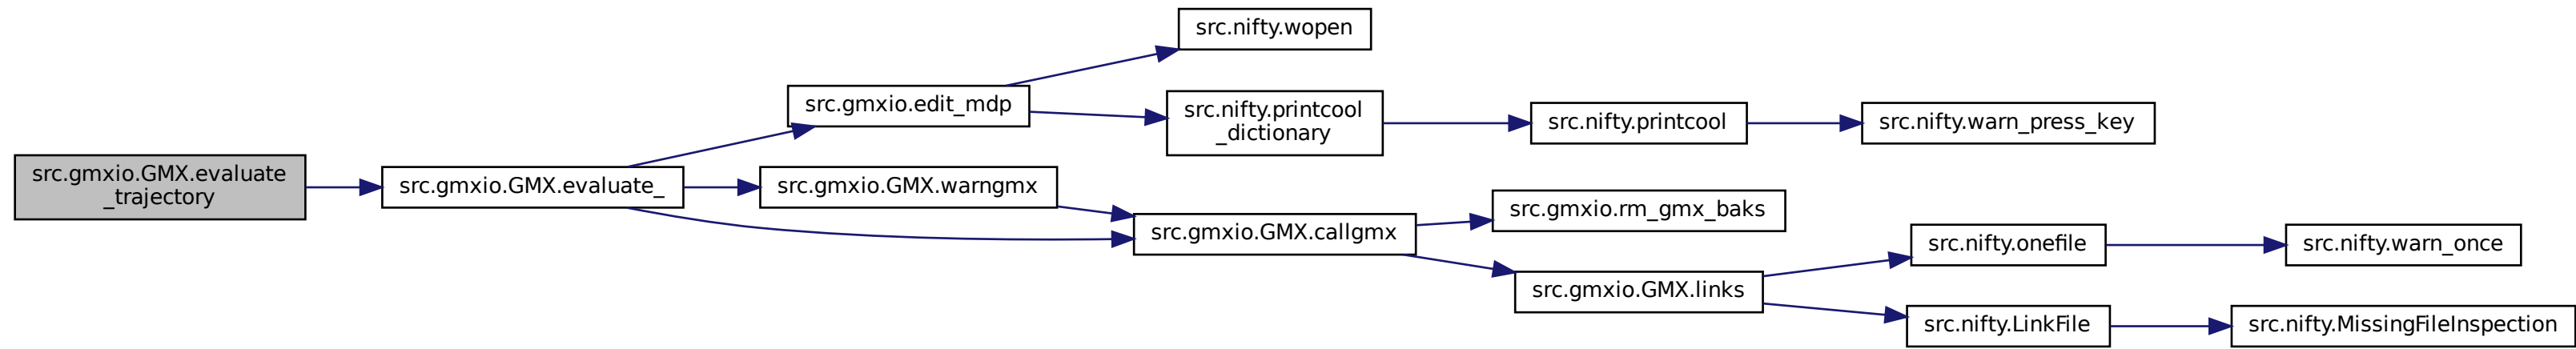 src.gmxio.GMX.evaluate
_trajectory
src.gmxio.GMX.evaluate_
src.gmxio.edit_mdp
src.nifty.wopen
src.nifty.printcool
_dictionary
src.nifty.printcool
src.nifty.warn_press_key
src.gmxio.GMX.warngmx
src.gmxio.GMX.callgmx
src.gmxio.rm_gmx_baks
src.gmxio.GMX.links
src.nifty.onefile
src.nifty.warn_once
src.nifty.LinkFile
src.nifty.MissingFileInspection